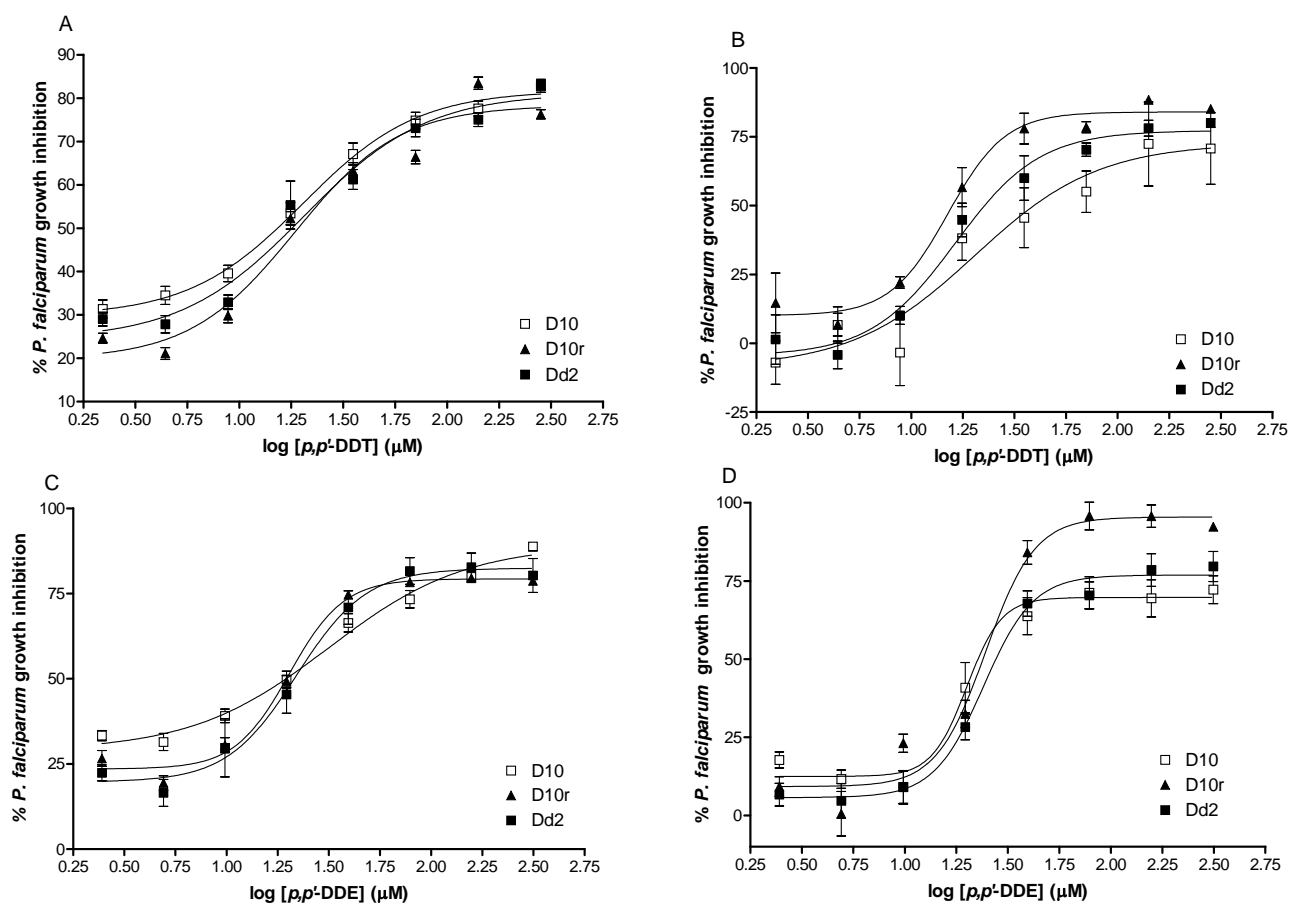 A
% P. falciparum growth inhibition
90
80
70
60
50
40
30
20
10
0.25 0.50 0.75 1.00 1.25 1.50 1.75 2.00 2.25 2.50 2.75
log [p,p'-DDT] (μM)
D10
D10r
Dd2
B
% P. falciparum growth inhibition
100
75
50
25
0
-25
0.25 0.50 0.75 1.00 1.25 1.50 1.75 2.00 2.25 2.50 2.75
log [p,p'-DDT] (μM)
D10
D10r
Dd2
C
% P. falciparum growth inhibition
100
75
50
25
0
0.25 0.50 0.75 1.00 1.25 1.50 1.75 2.00 2.25 2.50 2.75
log [p,p'-DDE] (μM)
D10
D10r
Dd2
D
% P. falciparum growth inhibition
100
75
50
25
0
0.25 0.50 0.75 1.00 1.25 1.50 1.75 2.00 2.25 2.50 2.75
log [p,p'-DDE] (μM)
D10
D10r
Dd2